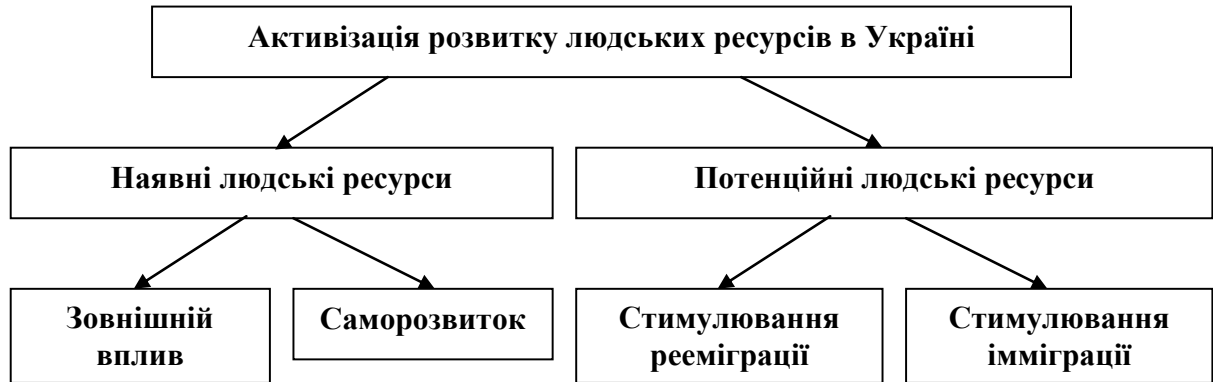 Активізація розвитку людських ресурсів в Україні
Наявні людські ресурси
Потенційні людські ресурси
Зовнішній
вплив
Саморозвиток
Стимулювання
рееміграції
Стимулювання
імміграції